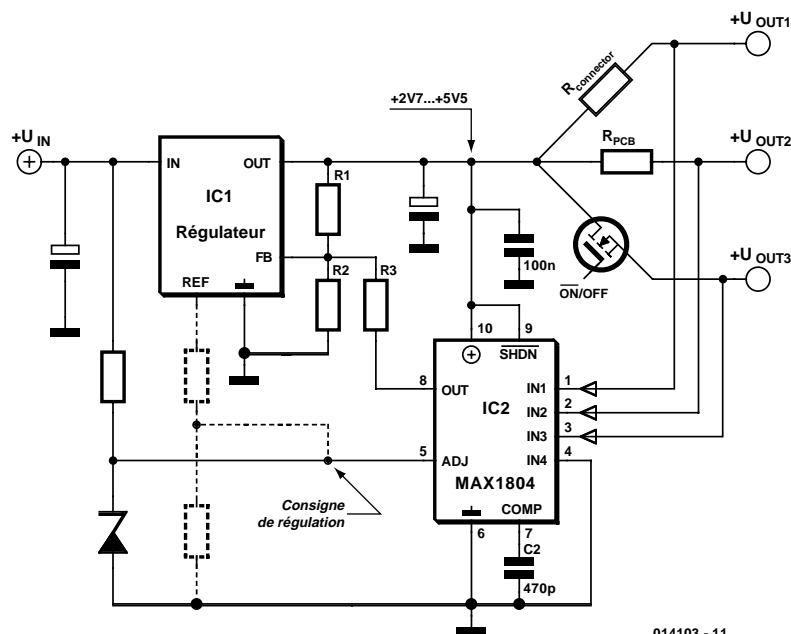 +U OUT1
R connector
+2V7...+5V5
+U IN
R PCB
+U OUT2
IN
OUT
R1
IC1
Régulateur
FB
REF
R2
R3
100n
+U OUT3
ON/OFF
10
9
SHDN
8
OUT
IC2
IN1
1
IN2
2
IN3
3
IN4
4
5
ADJ
MAX1804
COMP
6
7
Consigne
de régulation
C2
470p
014103 - 11